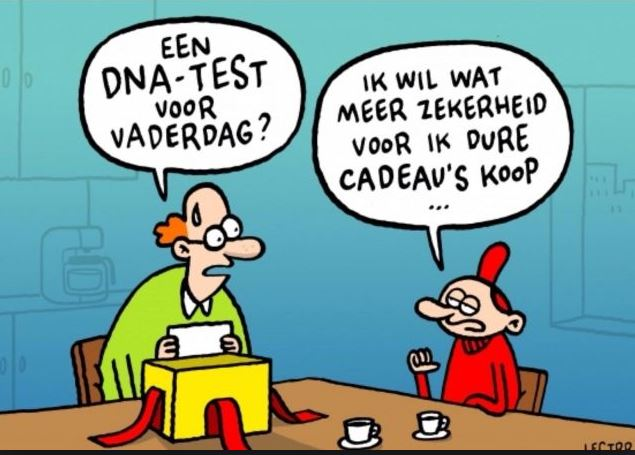 EEN
DNA-TEST
VOOR
VADERDAG?
IK WIL WAT
MEER ZEKERHEID
VOOR IK DURE
CADEAU'S KOOP
...